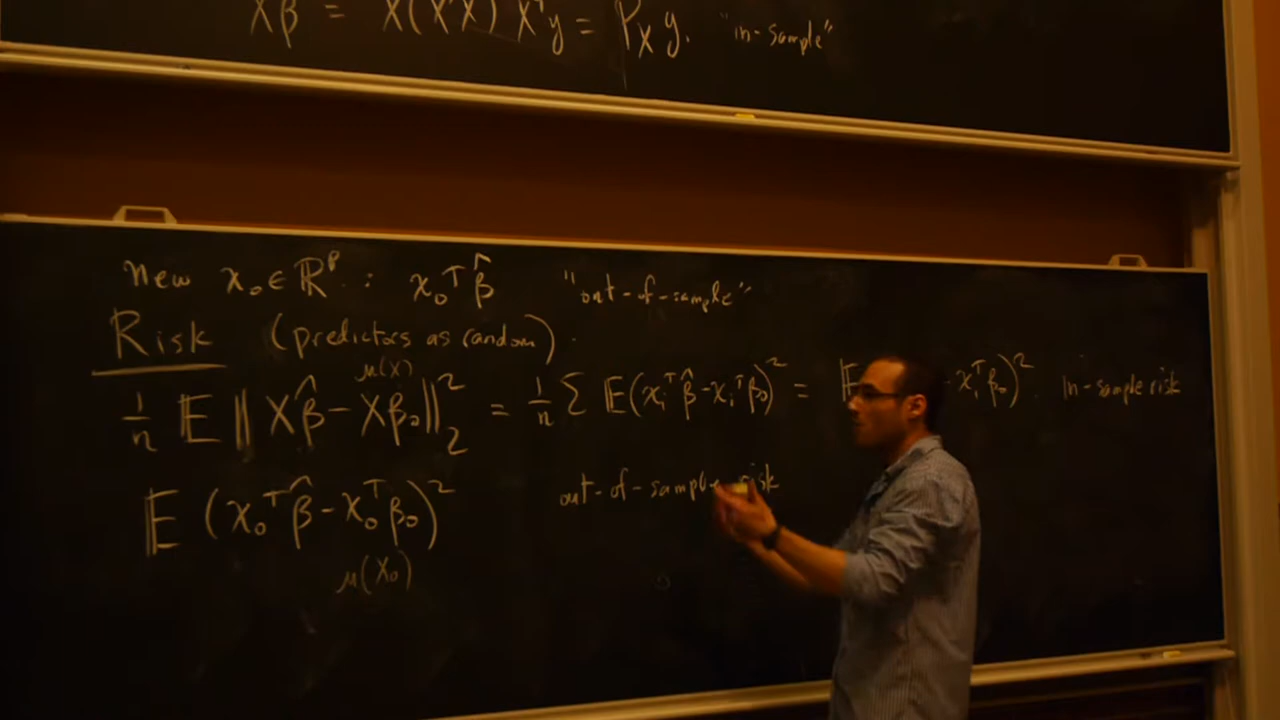 Xβ̂ = X(XᵀX) Xᵀy = P_X y. "in-sample"
New x₀ ∈ ℝᵖ : x₀ᵀβ̂ "out-of-sample"
Risk (predictors as random).
μ(X)
1/n 𝔼‖Xβ̂ − Xβ₀‖₂² = 1/n Σ 𝔼(xᵢᵀβ̂ − xᵢᵀβ₀)² = 𝔼 − xᵢᵀβ₀)². In-sample risk
𝔼(x₀ᵀβ̂ − x₀ᵀβ₀)² out-of-sample risk
μ(X₀)